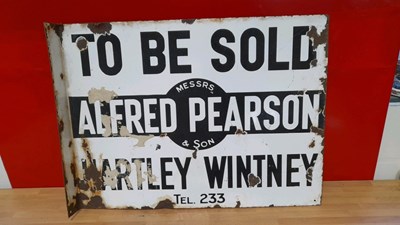 TO BE SOLD
MESSRS
ALFRED PEARSON
& SON
HARTLEY WINTNEY
TEL. 233